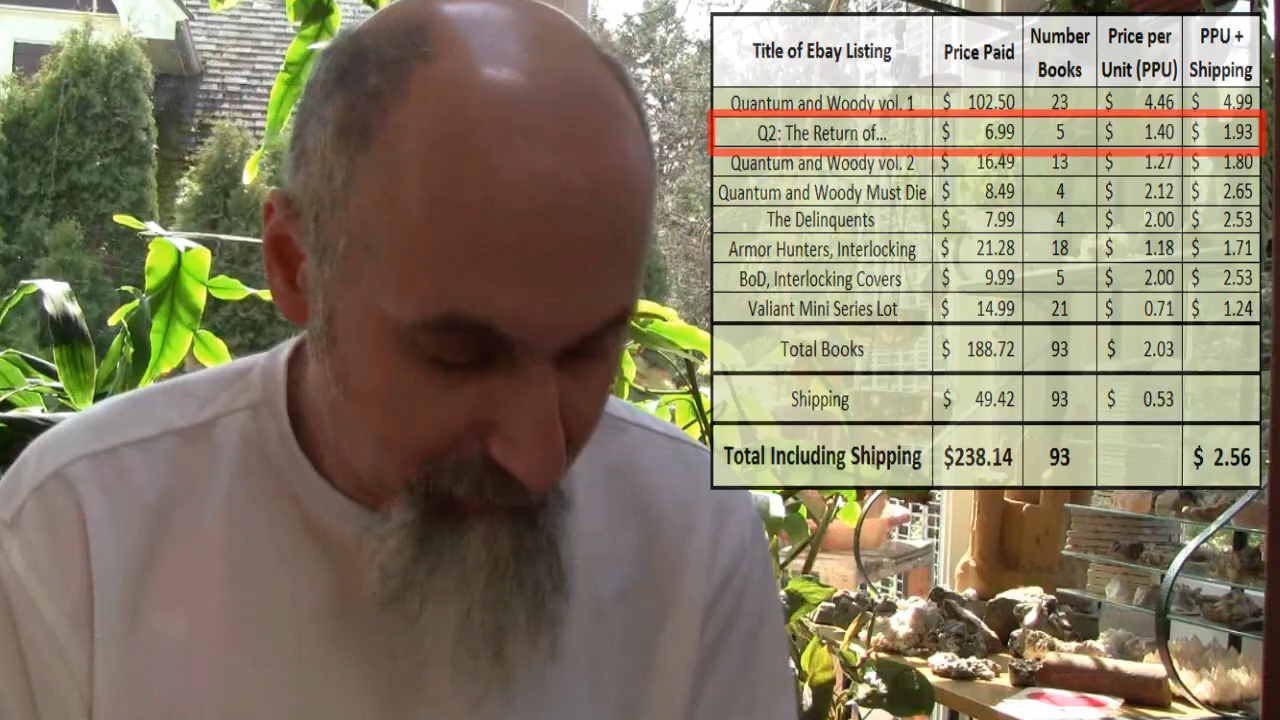 Title of Ebay Listing Price Paid Number Books Price per Unit (PPU) PPU + Shipping
Quantum and Woody vol. 1 $ 102.50 23 $ 4.46 $ 4.99
Q2: The Return of... $ 6.99 5 $ 1.40 $ 1.93
Quantum and Woody vol. 2 $ 16.49 13 $ 1.27 $ 1.80
Quantum and Woody Must Die $ 8.49 4 $ 2.12 $ 2.65
The Delinquents $ 7.99 4 $ 2.00 $ 2.53
Armor Hunters, Interlocking $ 21.28 18 $ 1.18 $ 1.71
BoD, Interlocking Covers $ 9.99 5 $ 2.00 $ 2.53
Valiant Mini Series Lot $ 14.99 21 $ 0.71 $ 1.24
Total Books $ 188.72 93 $ 2.03
Shipping $ 49.42 93 $ 0.53
Total Including Shipping $238.14 93 $ 2.56